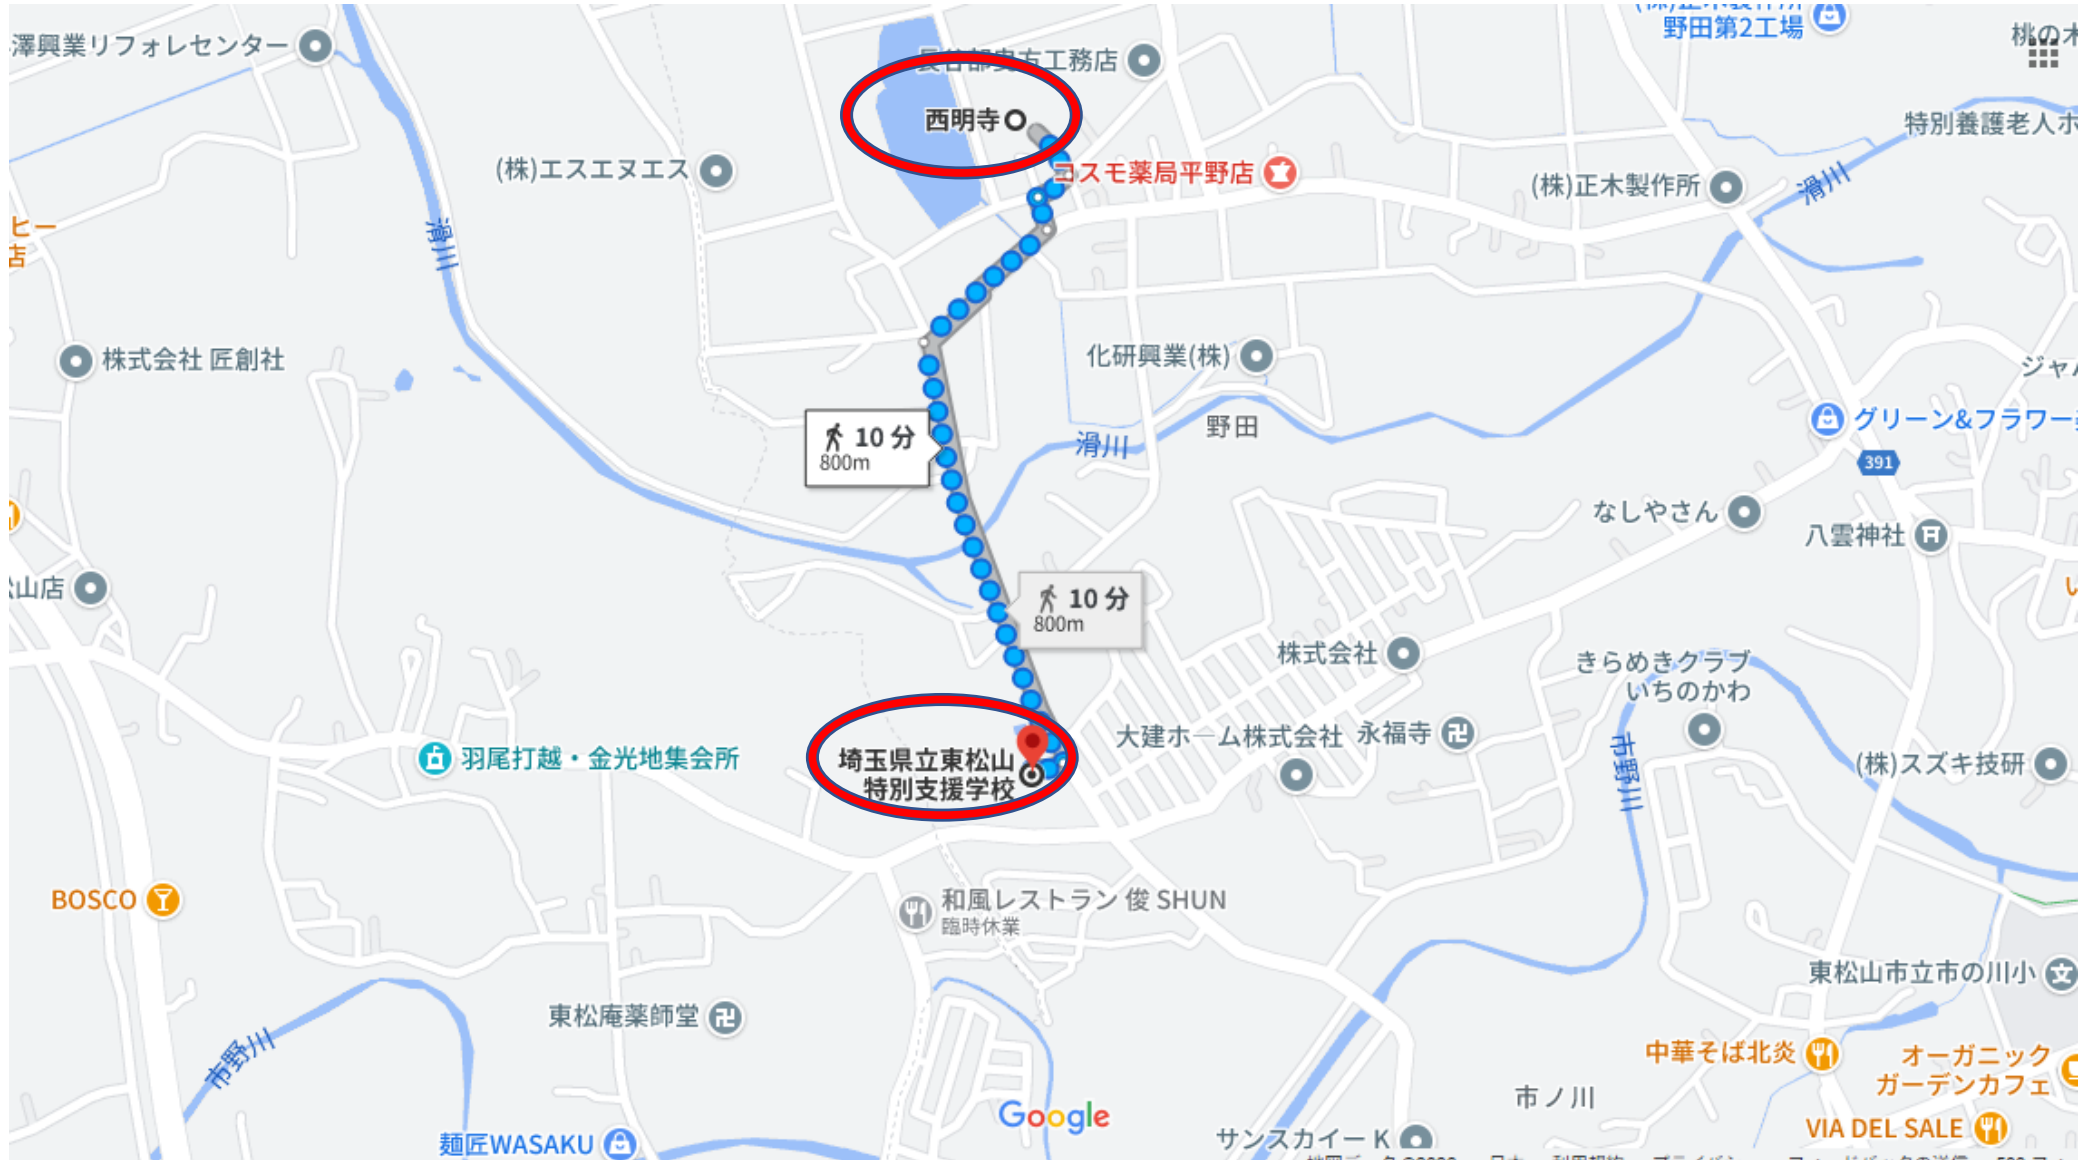 澤興業リフォレセンター
長谷部史方工務店
野田第2工場
桃の木
西明寺
特別養護老人ホ
(株)エスエヌエス
コスモ薬局平野店
(株)正木製作所
滑川
滑川
ヒー
店
株式会社 匠創社
化研興業(株)
ジャ
野田
グリーン&フラワー
滑川
10 分
800m
391
なしやさん
八雲神社
山店
10 分
800m
い
株式会社
きらめきクラブ
いちのかわ
大建ホーム株式会社
永福寺
羽尾打越・金光地集会所
埼玉県立東松山
特別支援学校
市野川
(株)スズキ技研
BOSCO
和風レストラン 俊 SHUN
臨時休業
東松山市立市の川小
東松庵薬師堂
市野川
中華そば北炎
オーガニック
ガーデンカフェ
市ノ川
Google
VIA DEL SALE
麺匠WASAKU
サンスカイー K